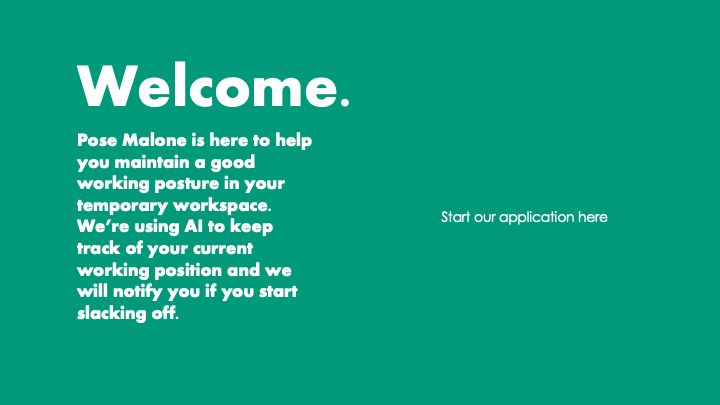 Welcome.
Pose Malone is here to help
you maintain a good
working posture in your
temporary workspace.
We’re using AI to keep
track of your current
working position and we
will notify you if you start
slacking off.
Start our application here